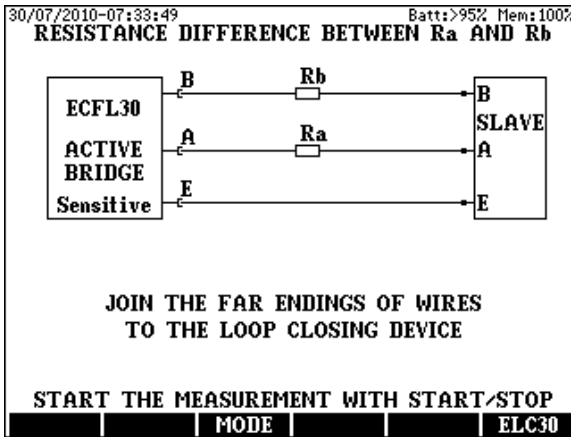 30/07/2010-07:33:49 Batt:>95% Mem:100%
RESISTANCE DIFFERENCE BETWEEN Ra AND Rb
B Rb B
ECFL30 SLAVE
ACTIVE A Ra A
BRIDGE
Sensitive E E
JOIN THE FAR ENDINGS OF WIRES
TO THE LOOP CLOSING DEVICE
START THE MEASUREMENT WITH START/STOP
MODE ELC30